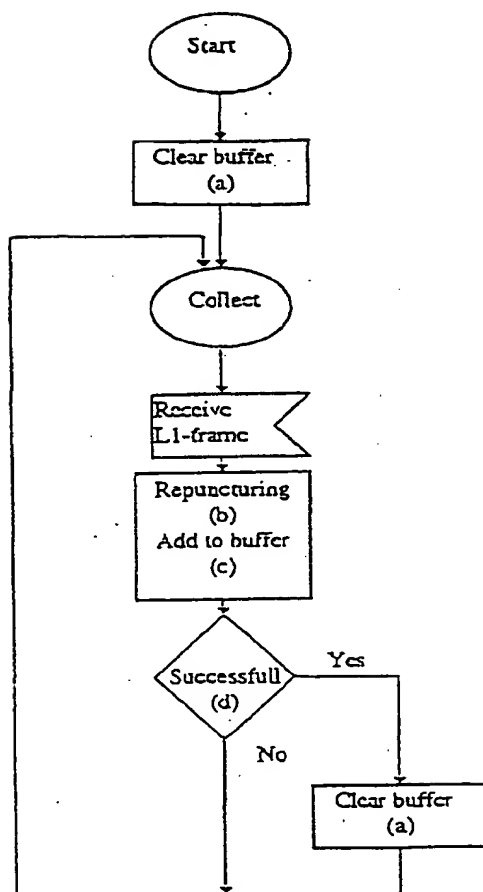 Start
Clear buffer
(a)
Collect
Receive
L1-frame
Repuncturing
(b)
Add to buffer
(c)
Successfull
(d)
Yes
No
Clear buffer
(a)